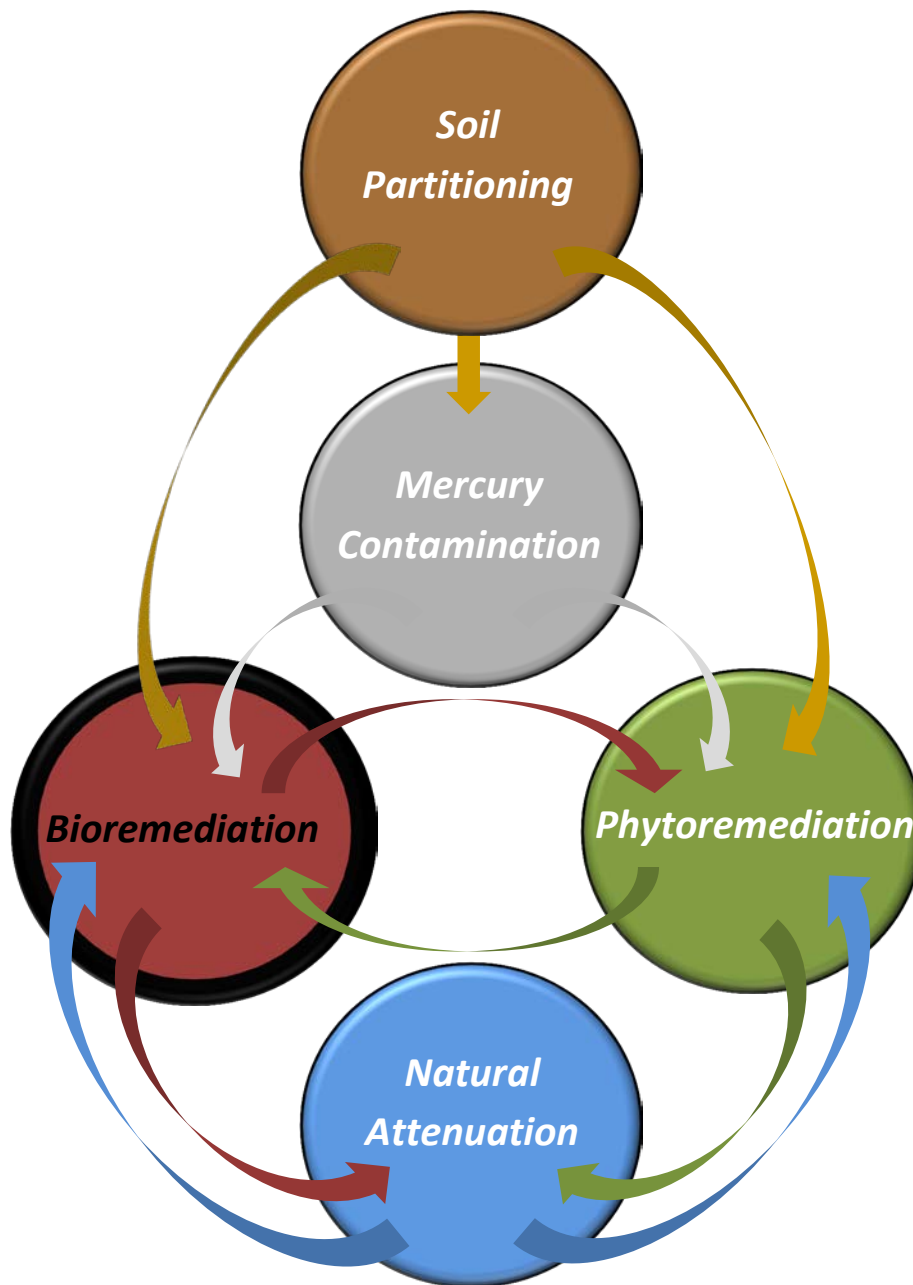 Soil
Partitioning
Mercury
Contamination
Bioremediation
Phytoremediation
Natural
Attenuation